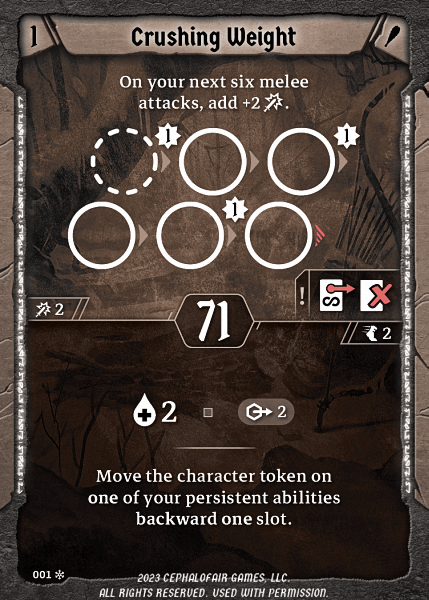 1 Crushing Weight
On your next six melee
attacks, add +2 .
1 1
1
! S
2 71 2
2 2
Move the character token on
one of your persistent abilities
backward one slot.
001
2023 CEPHALOFAIR GAMES, LLC.
ALL RIGHTS RESERVED. USED WITH PERMISSION.